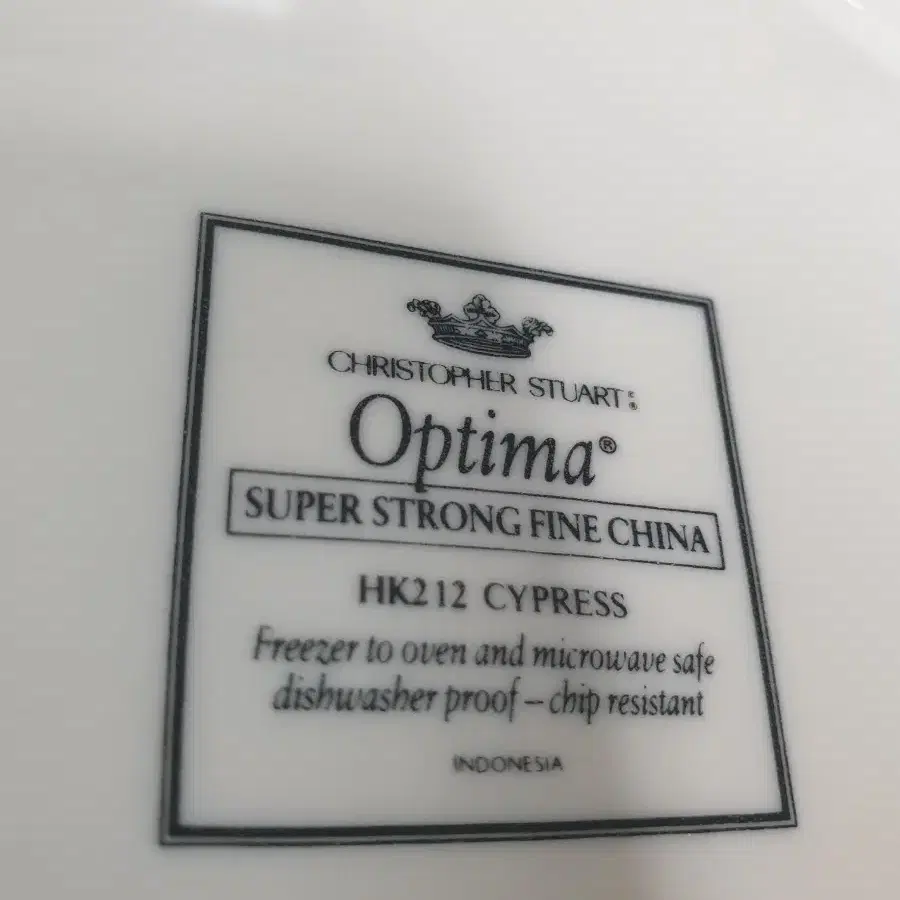 CHRISTOPHER STUART®
Optima®
SUPER STRONG FINE CHINA
HK212 CYPRESS
Freezer to oven and microwave safe
dishwasher proof – chip resistant
INDONESIA